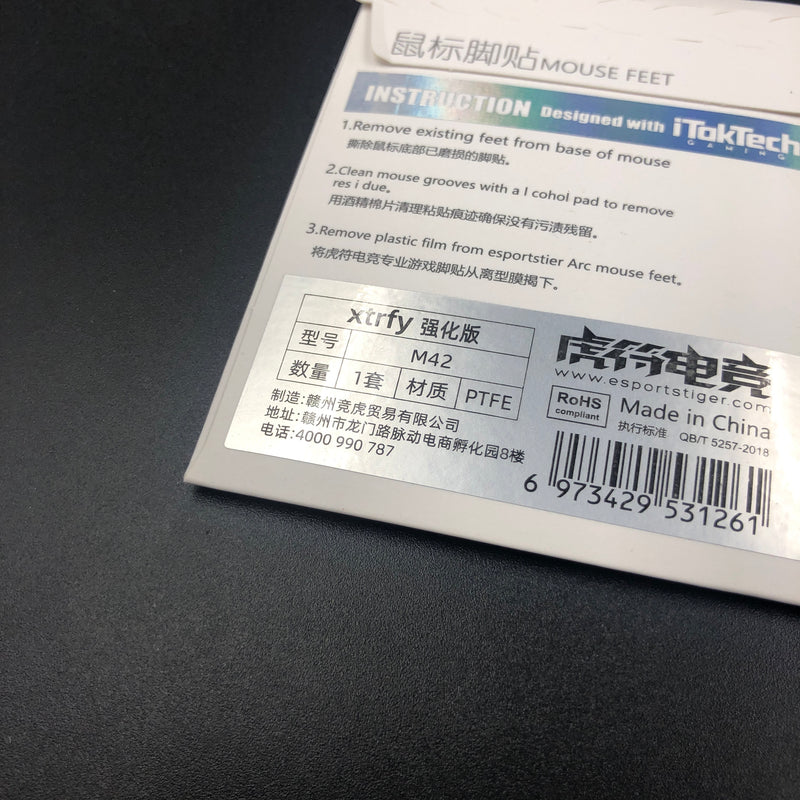 鼠标脚贴MOUSE FEET
INSTRUCTION Designed with iTokTech
GAMING
1.Remove existing feet from base of mouse
撕除鼠标底部已磨损的脚贴。
2.Clean mouse grooves with a l cohol pad to remove
res i due。
用酒精棉片清理粘贴痕迹确保没有污渍残留。
3.Remove plastic film from esportstier Arc mouse feet。
将虎符电竞专业游戏脚贴从离型膜揭下。
xtrfy 强化版
型号 M42
数量 1套 材质 PTFE
制造:赣州竞虎贸易有限公司
地址:赣州市龙门路脉动电商孵化园8楼
电话:4000 990 787
虎符电竞
www.esportstiger.com
RoHS
compliant
Made in China
执行标准 QB/T 5257-2018
6 973429 531261